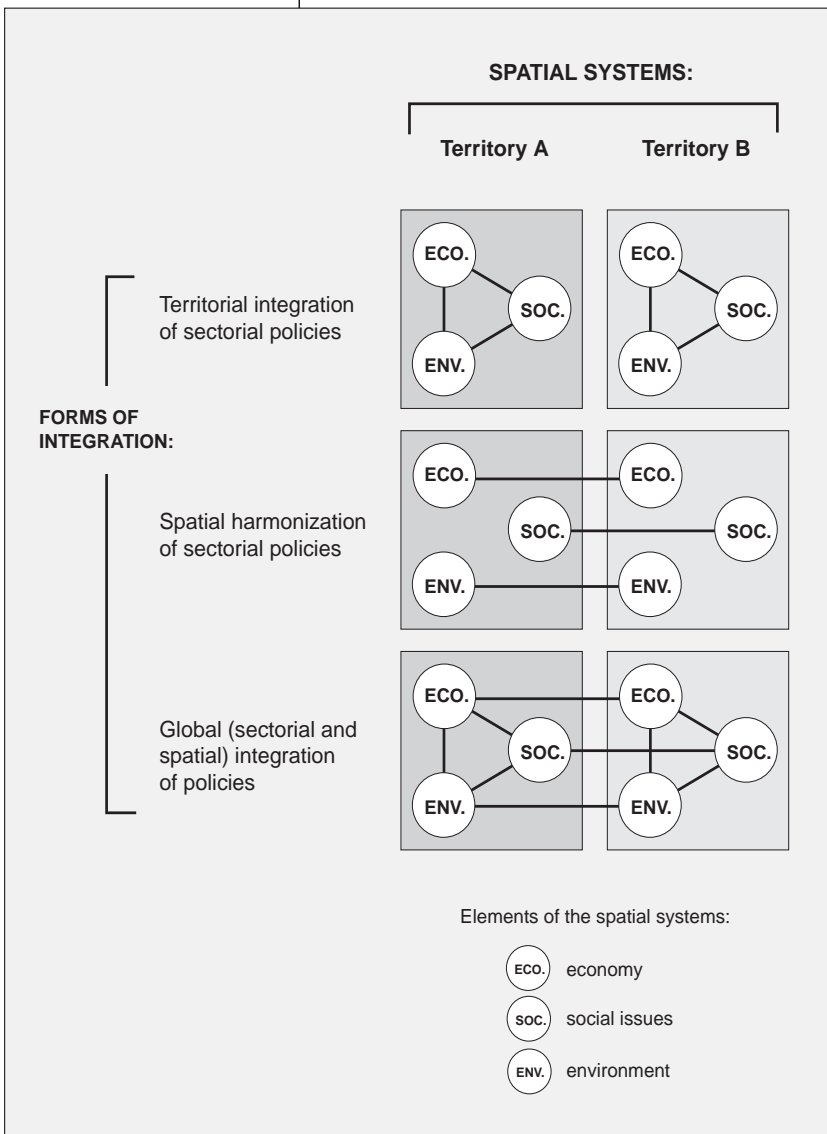 SPATIAL SYSTEMS:
Territory A
Territory B
ECO.
SOC.
ENV.
ECO.
SOC.
ENV.
Territorial integration
of sectorial policies
FORMS OF
INTEGRATION:
ECO.
SOC.
ENV.
ECO.
SOC.
ENV.
Spatial harmonization
of sectorial policies
ECO.
SOC.
ENV.
ECO.
SOC.
ENV.
Global (sectorial and
spatial) integration
of policies
Elements of the spatial systems:
ECO. economy
SOC. social issues
ENV. environment